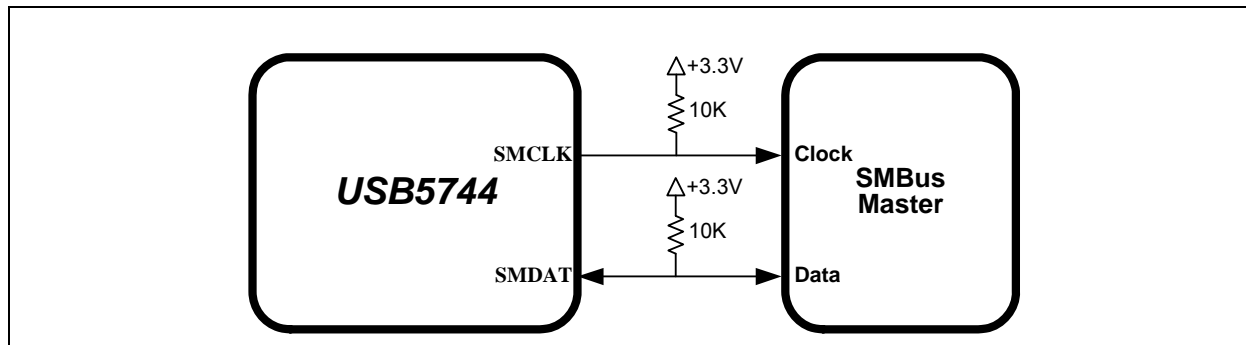 +3.3V
10K
SMCLK
Clock
USB5744
SMBus
Master
+3.3V
10K
SMDAT
Data